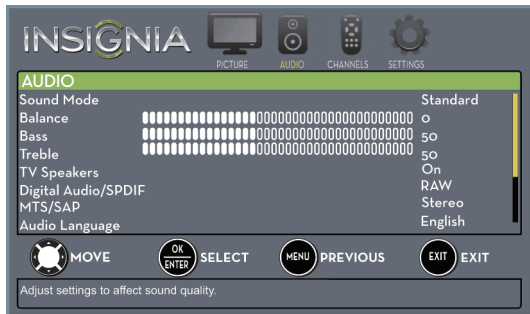 INSIGNIA
PICTURE AUDIO CHANNELS SETTINGS
AUDIO
Sound Mode Standard
Balance 0
Bass 50
Treble 50
TV Speakers On
Digital Audio/SPDIF RAW
MTS/SAP Stereo
Audio Language English
MOVE OK ENTER SELECT MENU PREVIOUS EXIT EXIT
Adjust settings to affect sound quality.